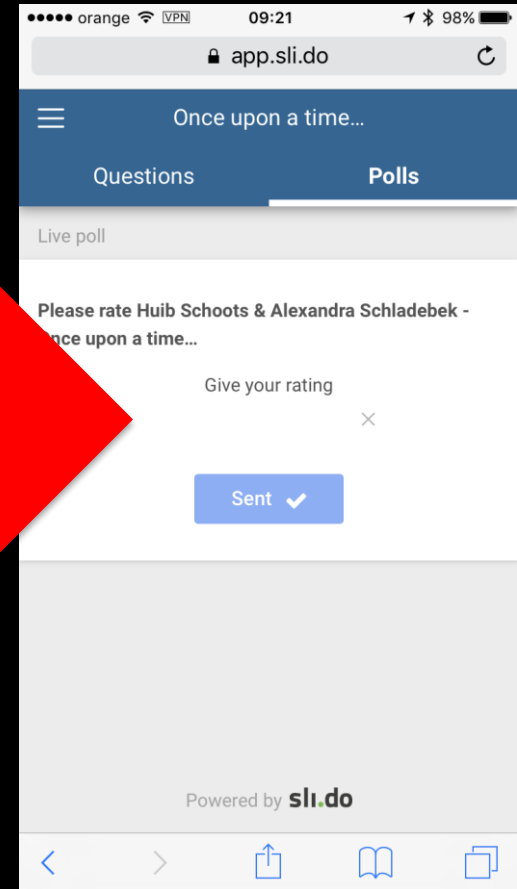 orange VPN 09:21 98%
app.sli.do
Once upon a time…
Questions Polls
Live poll
Please rate Huib Schoots & Alexandra Schladebek -
Once upon a time…
Give your rating
Sent
Powered by sli.do